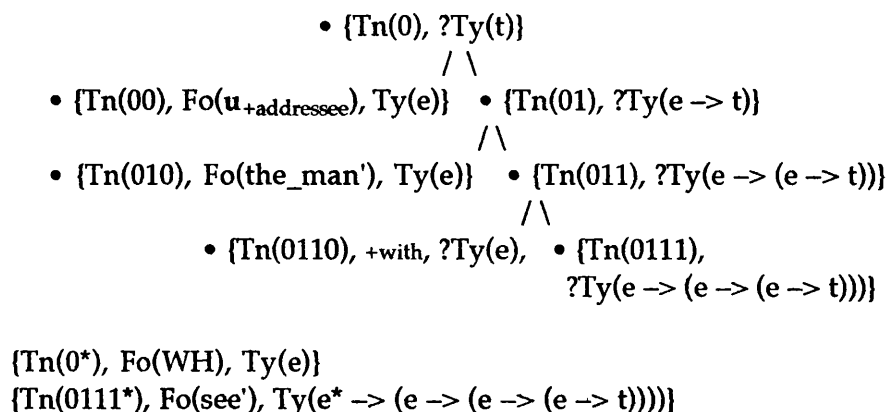 • {Tn(0), ?Ty(t)}
/ \
• {Tn(00), Fo(u+addressee), Ty(e)} • {Tn(01), ?Ty(e –> t)}
/ \
• {Tn(010), Fo(the_man'), Ty(e)} • {Tn(011), ?Ty(e –> (e –> t))}
/ \
• {Tn(0110), +with, ?Ty(e), • {Tn(0111),
?Ty(e –> (e –> (e –> t)))}
{Tn(0*), Fo(WH), Ty(e)}
{Tn(0111*), Fo(see'), Ty(e* –> (e –> (e –> (e –> t))))}